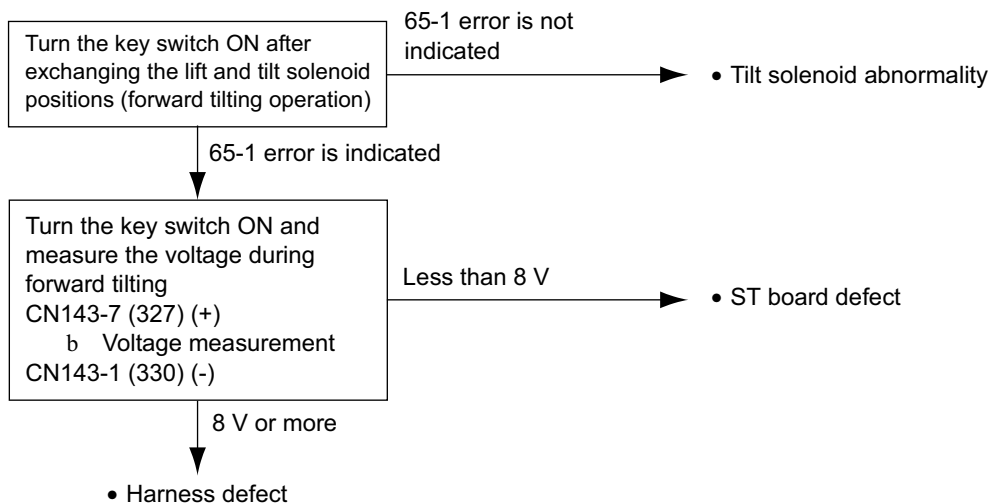 Turn the key switch ON after
exchanging the lift and tilt solenoid
positions (forward tilting operation)
65-1 error is not
indicated
• Tilt solenoid abnormality
65-1 error is indicated
Turn the key switch ON and
measure the voltage during
forward tilting
CN143-7 (327) (+)
b Voltage measurement
CN143-1 (330) (-)
Less than 8 V
• ST board defect
8 V or more
• Harness defect